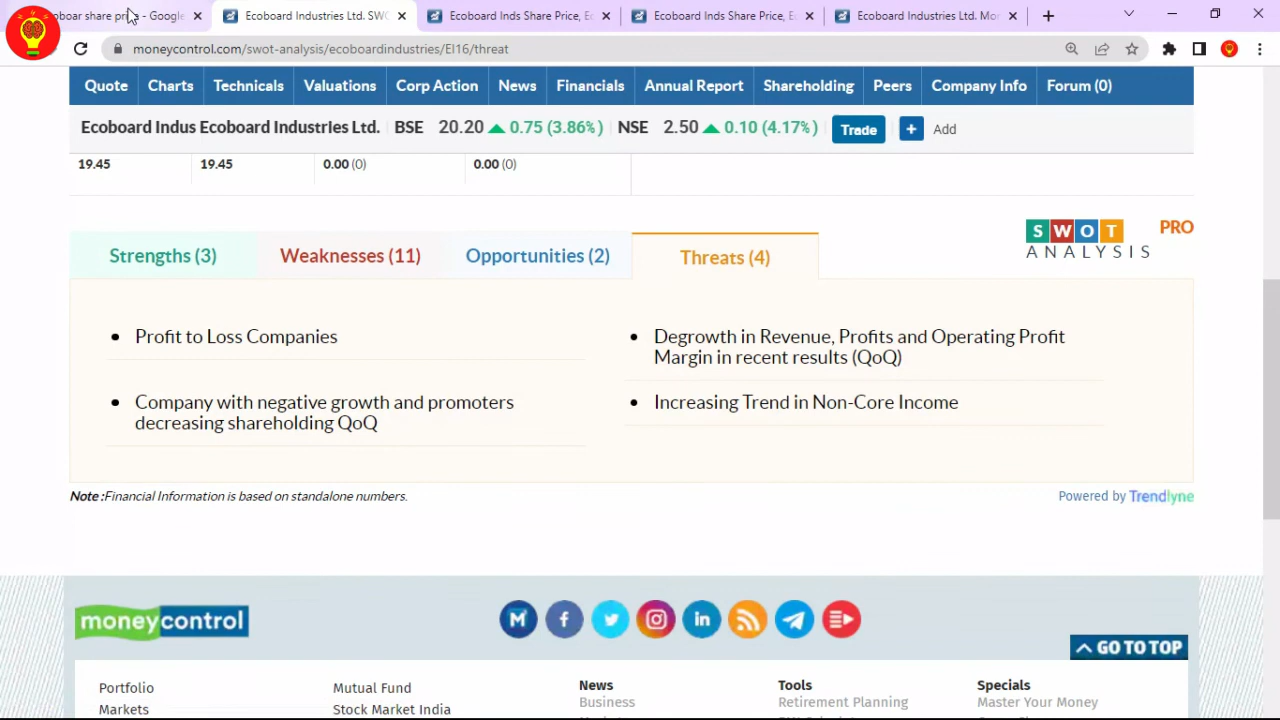 boar share price - Google
Ecoboard Industries Ltd. SWO
Ecoboard Inds Share Price, E
Ecoboard Inds Share Price, E
Ecoboard Industries Ltd. Mo
moneycontrol.com/swot-analysis/ecoboardindustries/EI16/threat
Quote Charts Technicals Valuations Corp Action News Financials Annual Report Shareholding Peers Company Info Forum (0)
Ecoboard Indus Ecoboard Industries Ltd. BSE 20.20 0.75 (3.86%) NSE 2.50 0.10 (4.17%) Trade + Add
19.45 19.45 0.00 (0) 0.00 (0)
Strengths (3) Weaknesses (11) Opportunities (2) Threats (4)
SWOT PRO
ANALYSIS
Profit to Loss Companies
Company with negative growth and promoters
decreasing shareholding QoQ
Degrowth in Revenue, Profits and Operating Profit
Margin in recent results (QoQ)
Increasing Trend in Non-Core Income
Note :Financial Information is based on standalone numbers.
Powered by Trendlyne
moneycontrol
GO TO TOP
Portfolio Mutual Fund News Tools Specials
Markets Stock Market India Business Retirement Planning Master Your Money